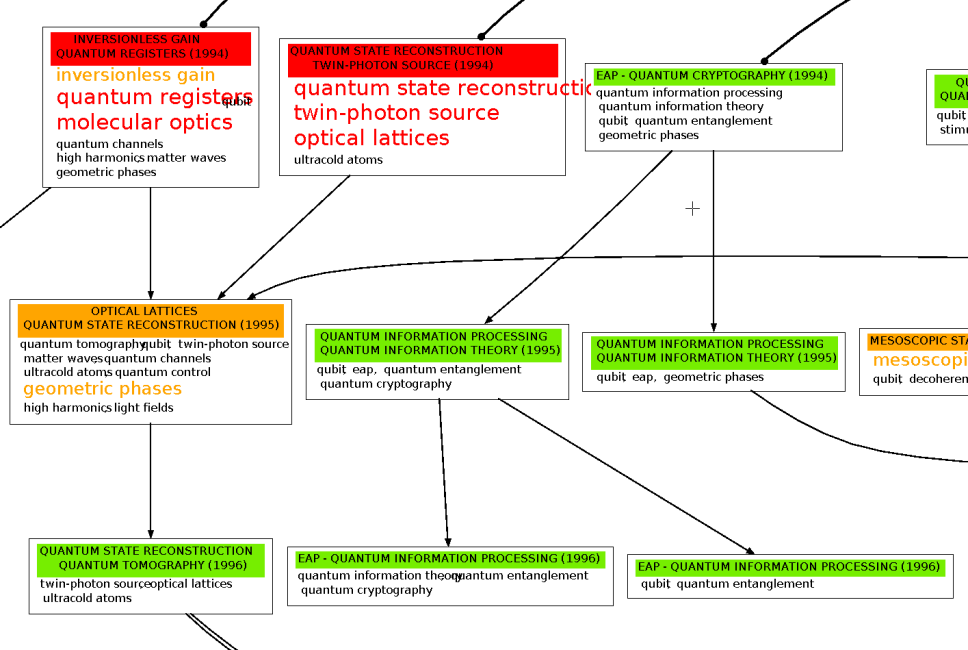 INVERSIONLESS GAIN
QUANTUM REGISTERS (1994)
inversionless gain
quantum registers
qubit
molecular optics
quantum channels
high harmonics matter waves
geometric phases
QUANTUM STATE RECONSTRUCTION
TWIN-PHOTON SOURCE (1994)
quantum state reconstructio
twin-photon source
optical lattices
ultracold atoms
EAP - QUANTUM CRYPTOGRAPHY (1994)
quantum information processing
quantum information theory
qubit, quantum entanglement
geometric phases
QU
QUAN
qubit,
stimu
OPTICAL LATTICES
QUANTUM STATE RECONSTRUCTION (1995)
quantum tomography, qubit, twin-photon source
matter waves, quantum channels
ultracold atoms, quantum control
geometric phases
high harmonics, light fields
QUANTUM INFORMATION PROCESSING
QUANTUM INFORMATION THEORY (1995)
qubit, eap, quantum entanglement
quantum cryptography
QUANTUM INFORMATION PROCESSING
QUANTUM INFORMATION THEORY (1995)
qubit, eap, geometric phases
MESOSCOPIC STA
mesoscopi
qubit, decoheren
QUANTUM STATE RECONSTRUCTION
QUANTUM TOMOGRAPHY (1996)
twin-photon source, optical lattices
ultracold atoms
EAP - QUANTUM INFORMATION PROCESSING (1996)
quantum information theory, quantum entanglement
quantum cryptography
EAP - QUANTUM INFORMATION PROCESSING (1996)
qubit, quantum entanglement